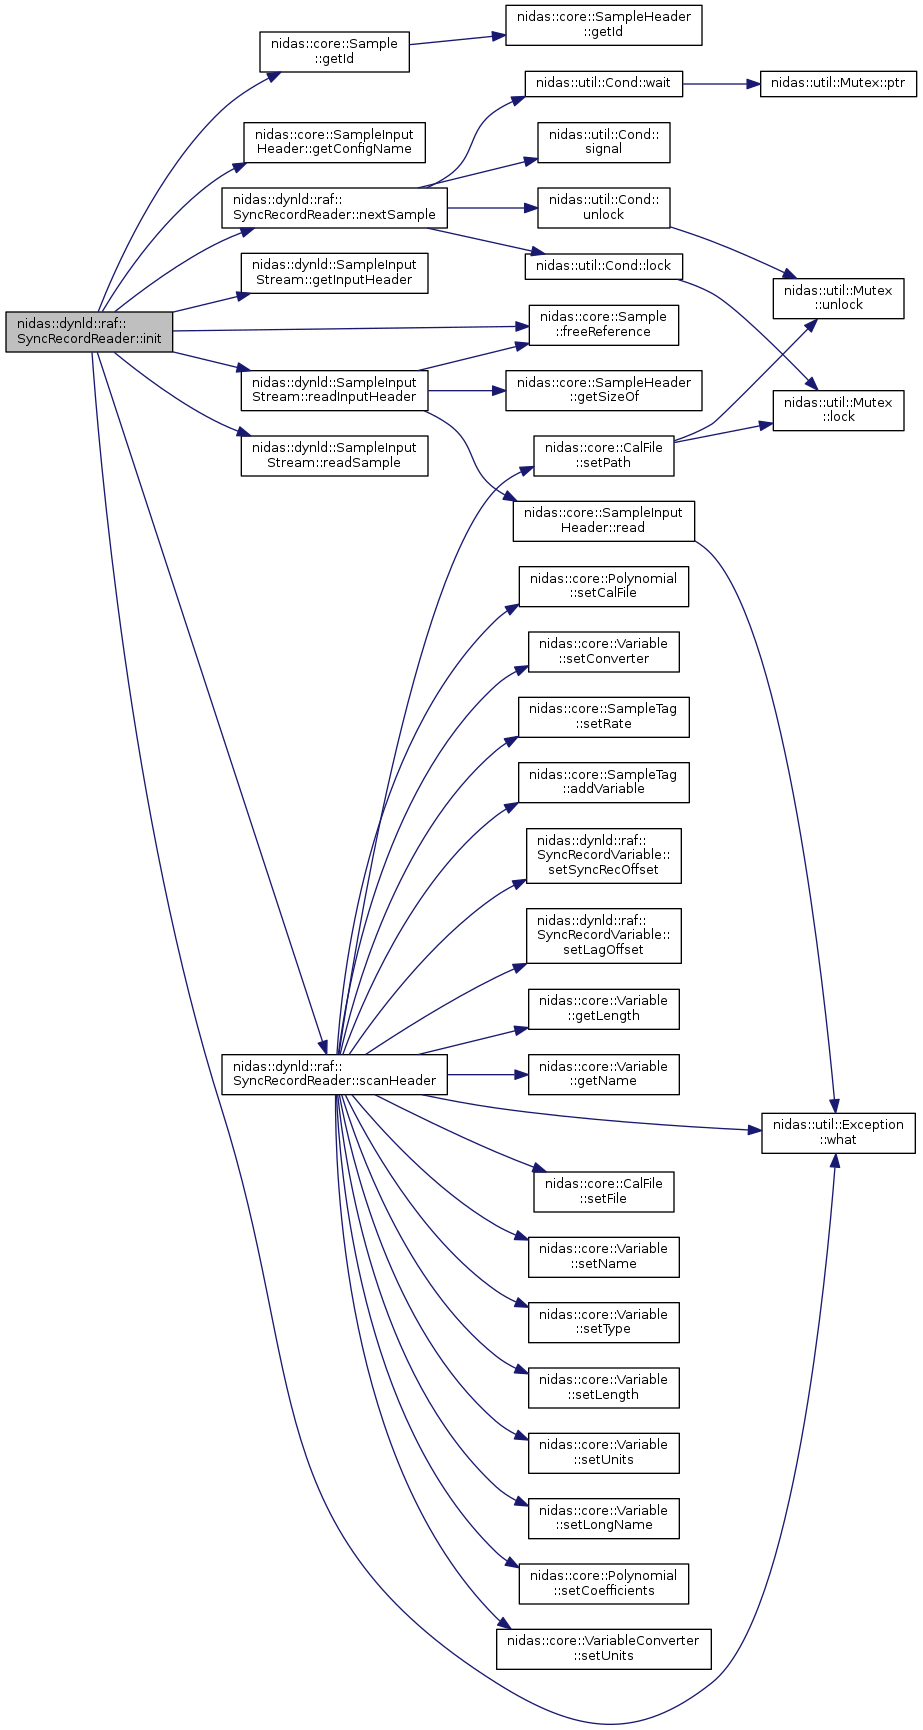 nidas::core::SampleHeader
::getId
nidas::core::Sample
::getId
nidas::util::Cond::wait
nidas::util::Mutex::ptr
nidas::core::SampleInput
Header::getConfigName
nidas::util::Cond::
signal
nidas::dynld::raf::
SyncRecordReader::nextSample
nidas::util::Cond::
unlock
nidas::dynld::SampleInput
Stream::getInputHeader
nidas::util::Cond::lock
nidas::util::Mutex
::unlock
nidas::dynld::raf::
SyncRecordReader::init
nidas::core::Sample
::freeReference
nidas::dynld::SampleInput
Stream::readInputHeader
nidas::core::SampleHeader
::getSizeOf
nidas::util::Mutex
::lock
nidas::dynld::SampleInput
Stream::readSample
nidas::core::CalFile
::setPath
nidas::core::SampleInput
Header::read
nidas::core::Polynomial
::setCalFile
nidas::core::Variable
::setConverter
nidas::core::SampleTag
::setRate
nidas::core::SampleTag
::addVariable
nidas::dynld::raf::
SyncRecordVariable::
setSyncRecOffset
nidas::dynld::raf::
SyncRecordVariable::
setLagOffset
nidas::core::Variable
::getLength
nidas::dynld::raf::
SyncRecordReader::scanHeader
nidas::core::Variable
::getName
nidas::util::Exception
::what
nidas::core::CalFile
::setFile
nidas::core::Variable
::setName
nidas::core::Variable
::setType
nidas::core::Variable
::setLength
nidas::core::Variable
::setUnits
nidas::core::Variable
::setLongName
nidas::core::Polynomial
::setCoefficients
nidas::core::VariableConverter
::setUnits